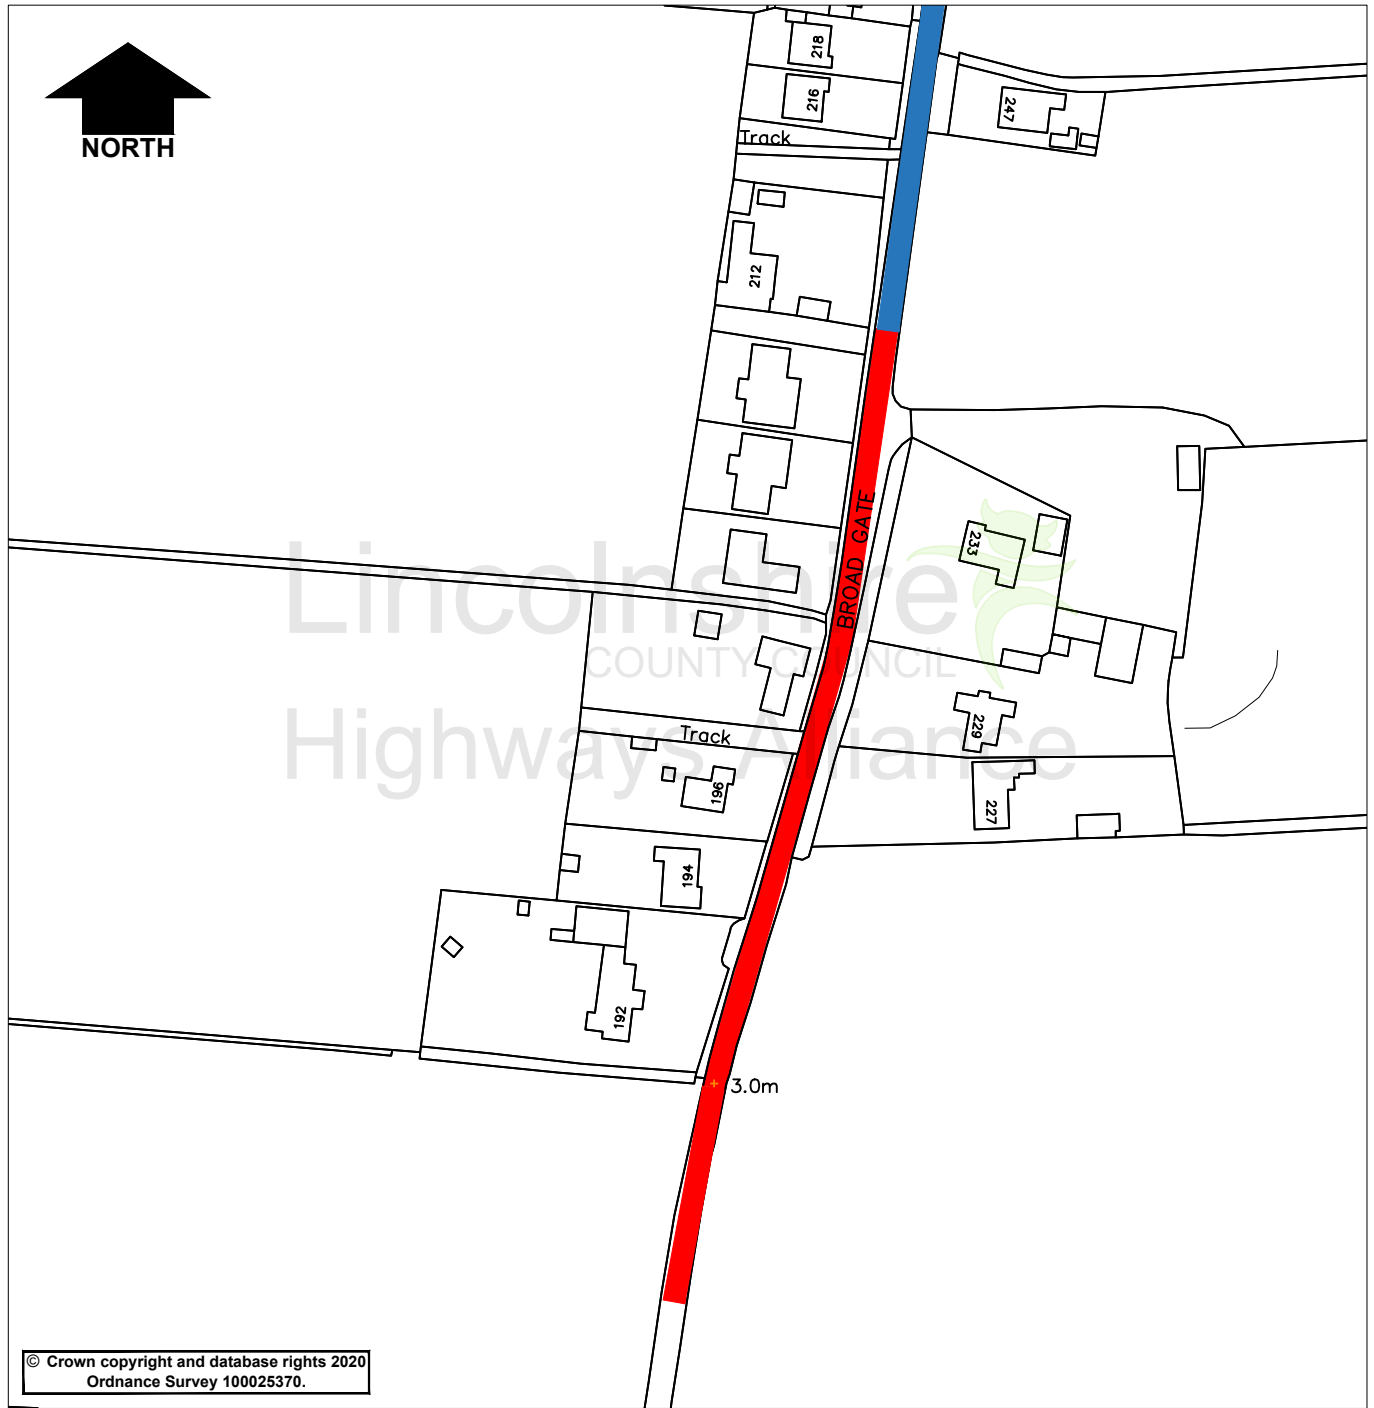 218
216
247
Track
NORTH
212
BROAD GATE
233
Lincolnshire
COUNTY COUNCIL
Highways Alliance
229
Track
196
227
194
192
3.0m
© Crown copyright and database rights 2020
Ordnance Survey 100025370.